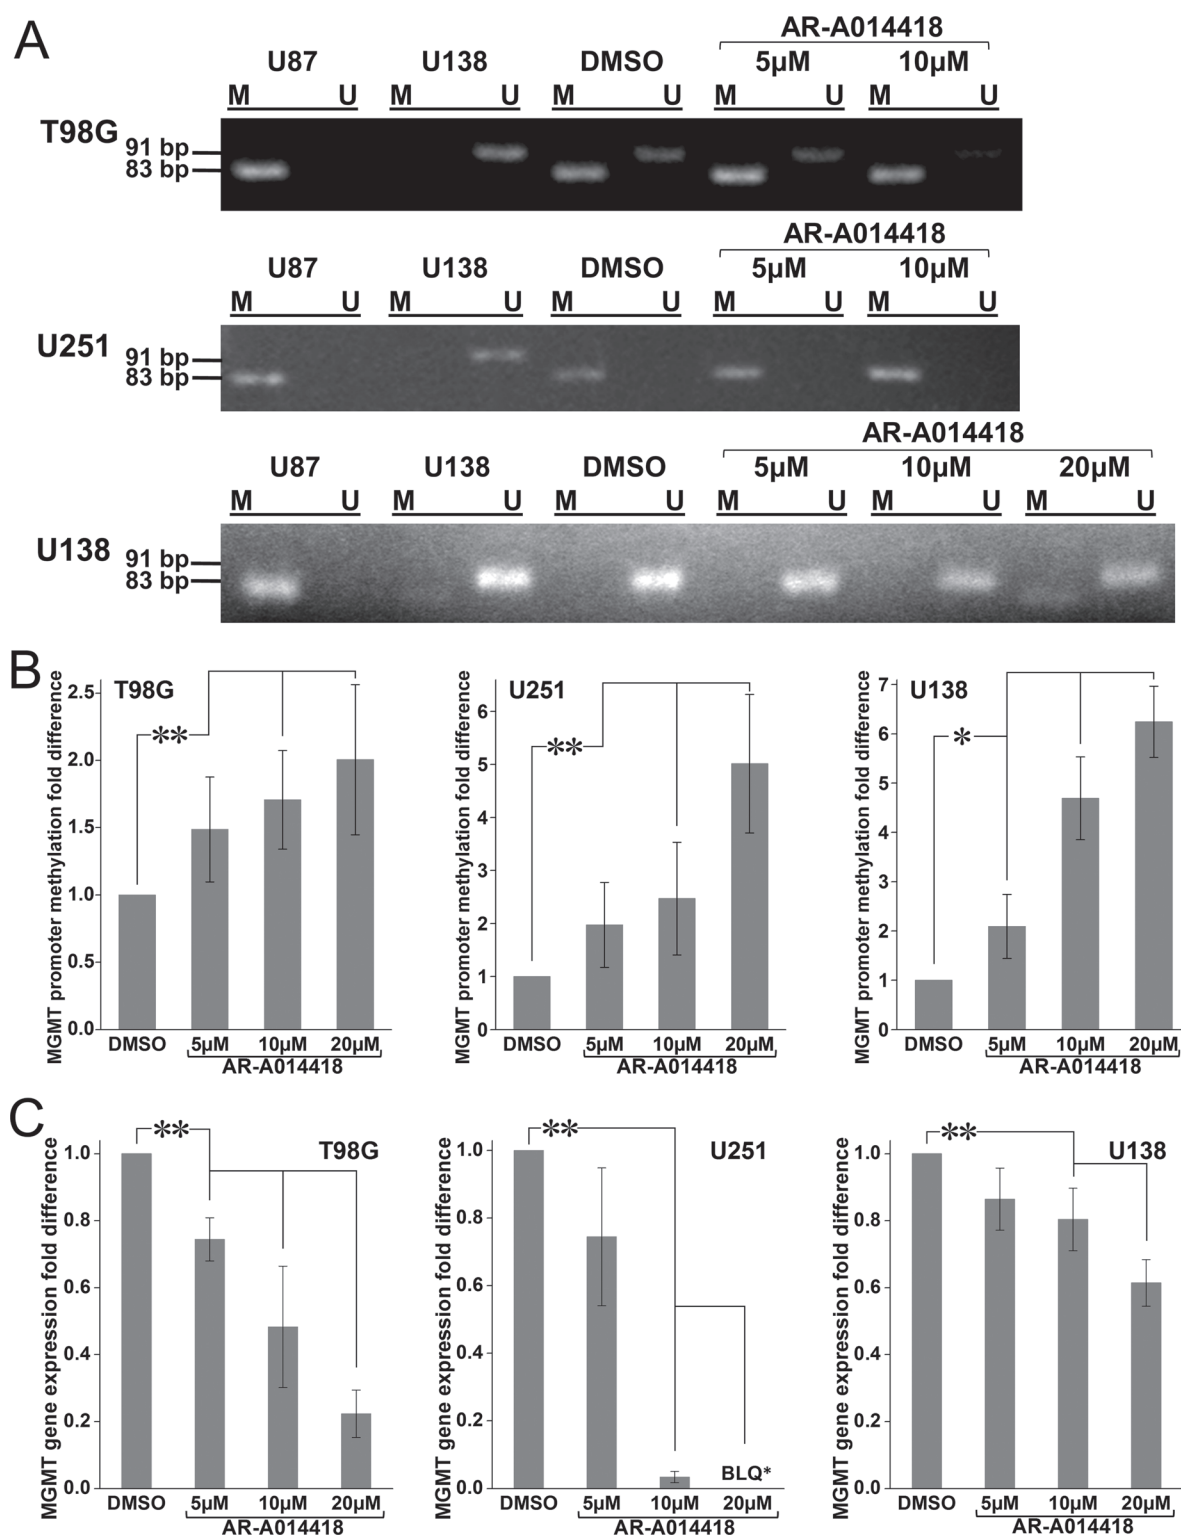 A
AR-A014418
U87 U138 DMSO 5µM 10µM
M U M U M U M U M U
T98G
91 bp
83 bp
AR-A014418
U87 U138 DMSO 5µM 10µM
M U M U M U M U M U
U251
91 bp
83 bp
AR-A014418
U87 U138 DMSO 5µM 10µM 20µM
M U M U M U M U M U M U
U138
91 bp
83 bp
B
MGMT promoter methylation fold difference
T98G
**
2.5
2.0
1.5
1.0
0.5
0.0
DMSO 5µM 10µM 20µM
AR-A014418
MGMT promoter methylation fold difference
U251
**
6
5
4
3
2
1
0
DMSO 5µM 10µM 20µM
AR-A014418
MGMT promoter methylation fold difference
U138
*
7
6
5
4
3
2
1
0
DMSO 5µM 10µM 20µM
AR-A014418
C
MGMT gene expression fold difference
**
T98G
1.0
0.8
0.6
0.4
0.2
0.0
DMSO 5µM 10µM 20µM
AR-A014418
MGMT gene expression fold difference
**
U251
1.0
0.8
0.6
0.4
0.2
0.0
BLQ*
DMSO 5µM 10µM 20µM
AR-A014418
MGMT gene expression fold difference
**
U138
1.0
0.8
0.6
0.4
0.2
0.0
DMSO 5µM 10µM 20µM
AR-A014418